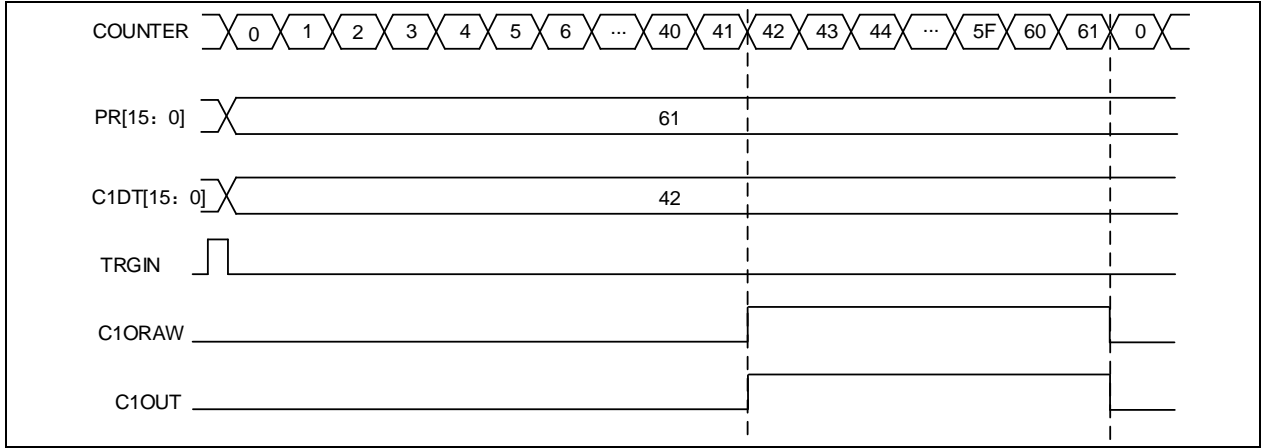 COUNTER 0 1 2 3 4 5 6 ... 40 41 42 43 44 ... 5F 60 61 0
PR[15：0] 61
C1DT[15：0] 42
TRGIN
C1ORAW
C1OUT